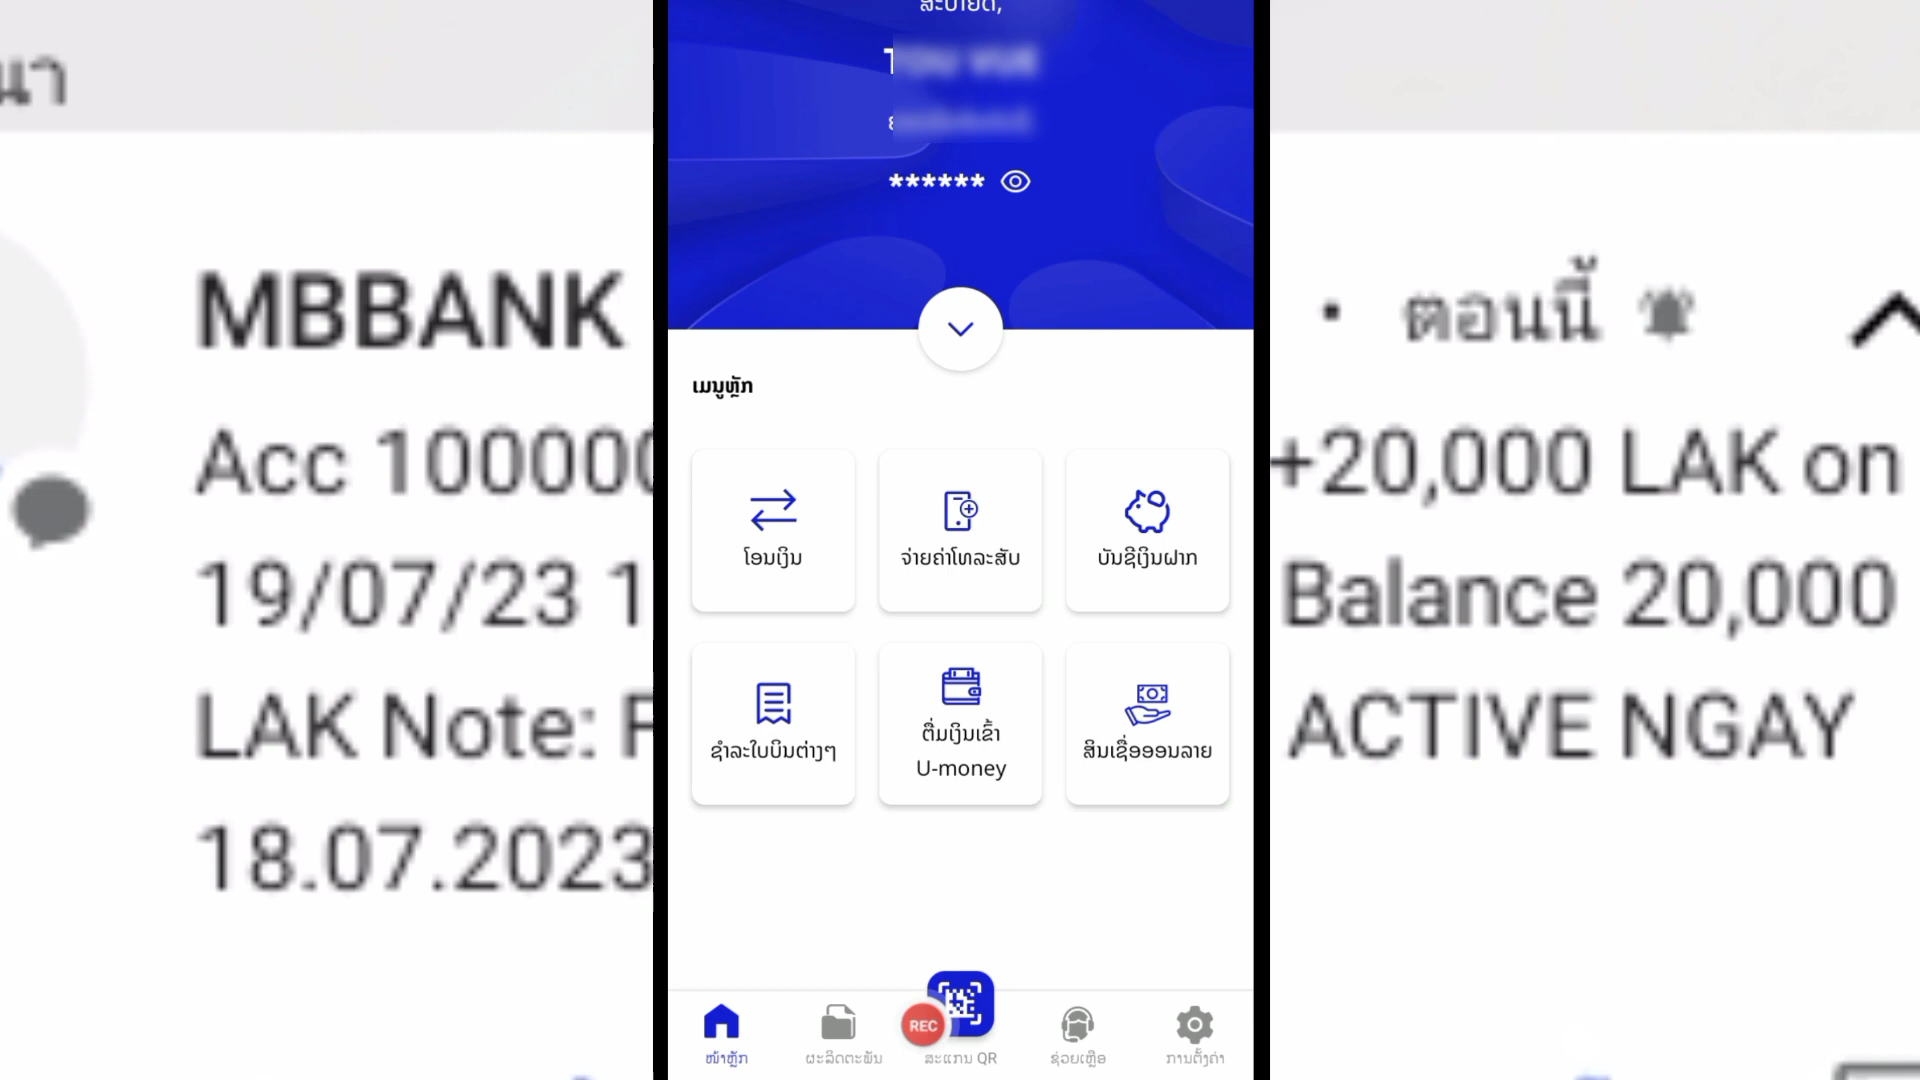 ສະບາຍດີ,
******
ເມນູຫຼັກ
ໂອນເງິນ
ຈ່າຍຄ່າໂທລະສັບ
ບັນຊີເງິນຝາກ
ຊຳລະໃບບິນຕ່າງໆ
ຕື່ມເງິນເຂົ້າ
U-money
ສິນເຊື່ອອອນລາຍ
REC
ໜ້າຫຼັກ
ຜະລິດຕະພັນ
ສະແກນ QR
ຊ່ວຍເຫຼືອ
ການຕັ້ງຄ່າ
MBBANK • ตอนนี้
Acc 100000 +20,000 LAK on
19/07/23 1 Balance 20,000
LAK Note: F ACTIVE NGAY
18.07.2023